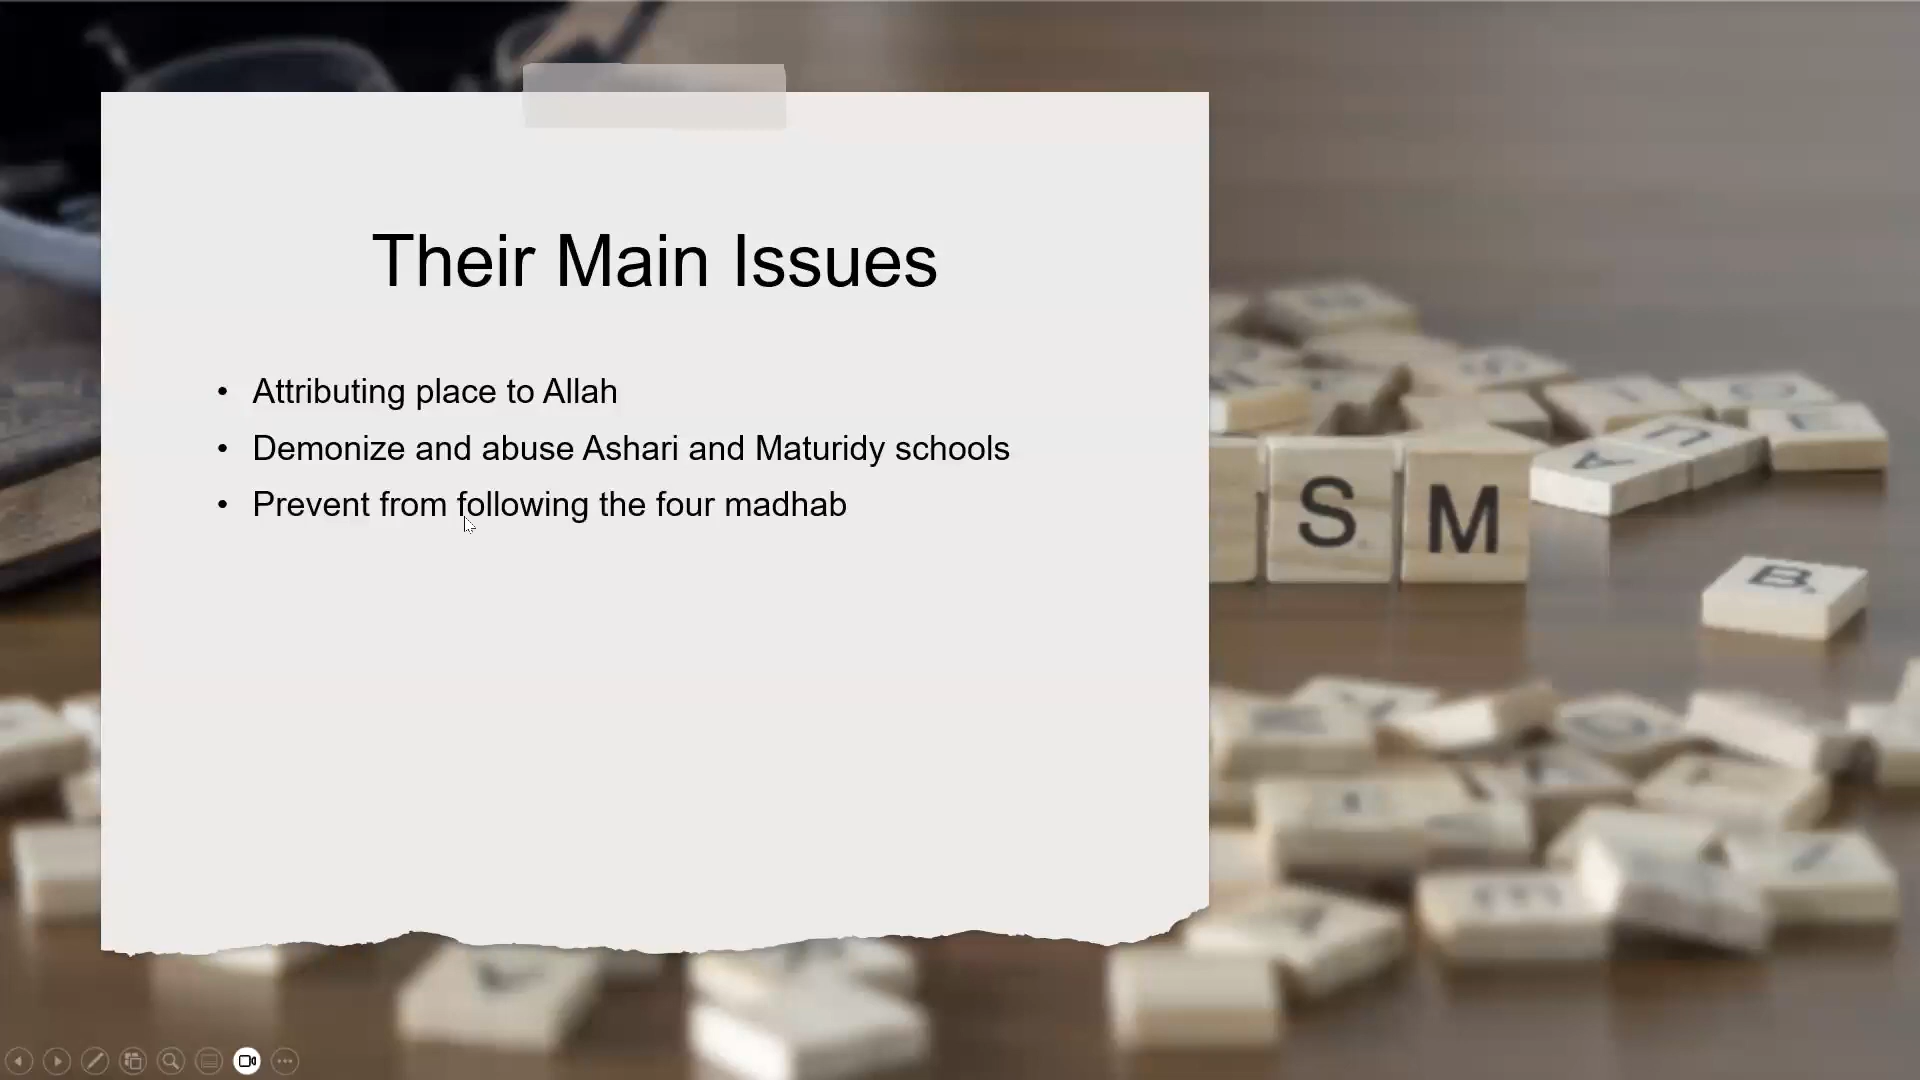 Their Main Issues
• Attributing place to Allah
• Demonize and abuse Ashari and Maturidy schools
• Prevent from following the four madhab
S M
A U
B